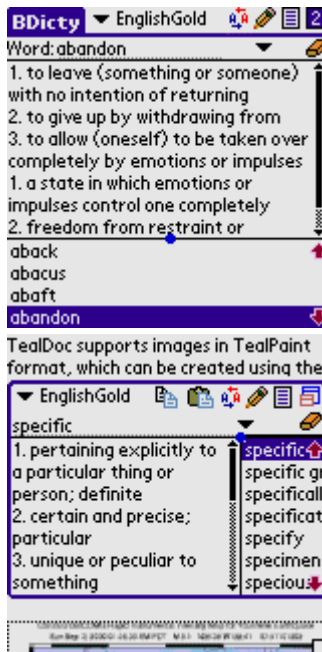 BDicty EnglishGold 2
Word: abandon
1. to leave (something or someone)
with no intention of returning
2. to give up by withdrawing from
3. to allow (oneself) to be taken over
completely by emotions or impulses
1. a state in which emotions or
impulses control one completely
2. freedom from restraint or
aback
abacus
abaft
abandon
TealDoc supports images in TealPaint
format, which can be created using the
EnglishGold
specific
1. pertaining explicitly to
a particular thing or
person; definite
2. certain and precise;
particular
3. unique or peculiar to
something
specific
specific gr
specificall
specificat
specify
specimen
speciou